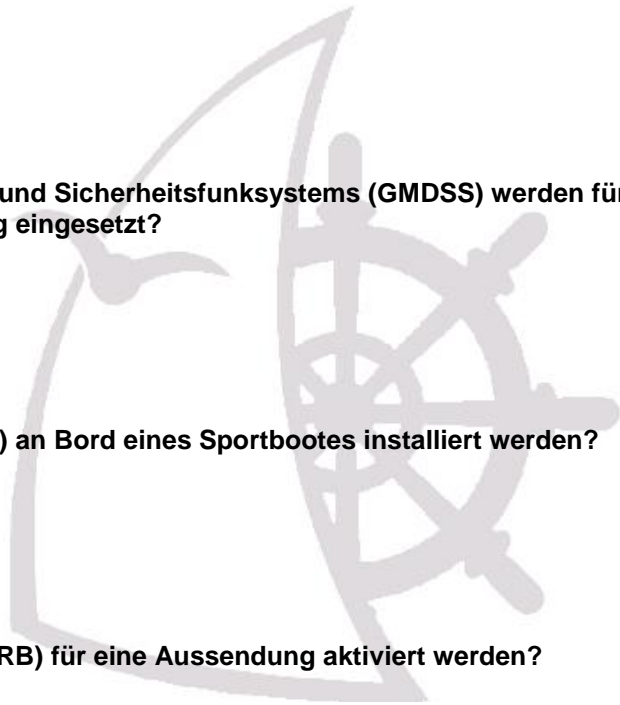 und Sicherheitsfunksystems (GMDSS) werden für
g eingesetzt?
) an Bord eines Sportbootes installiert werden?
RB) für eine Aussendung aktiviert werden?